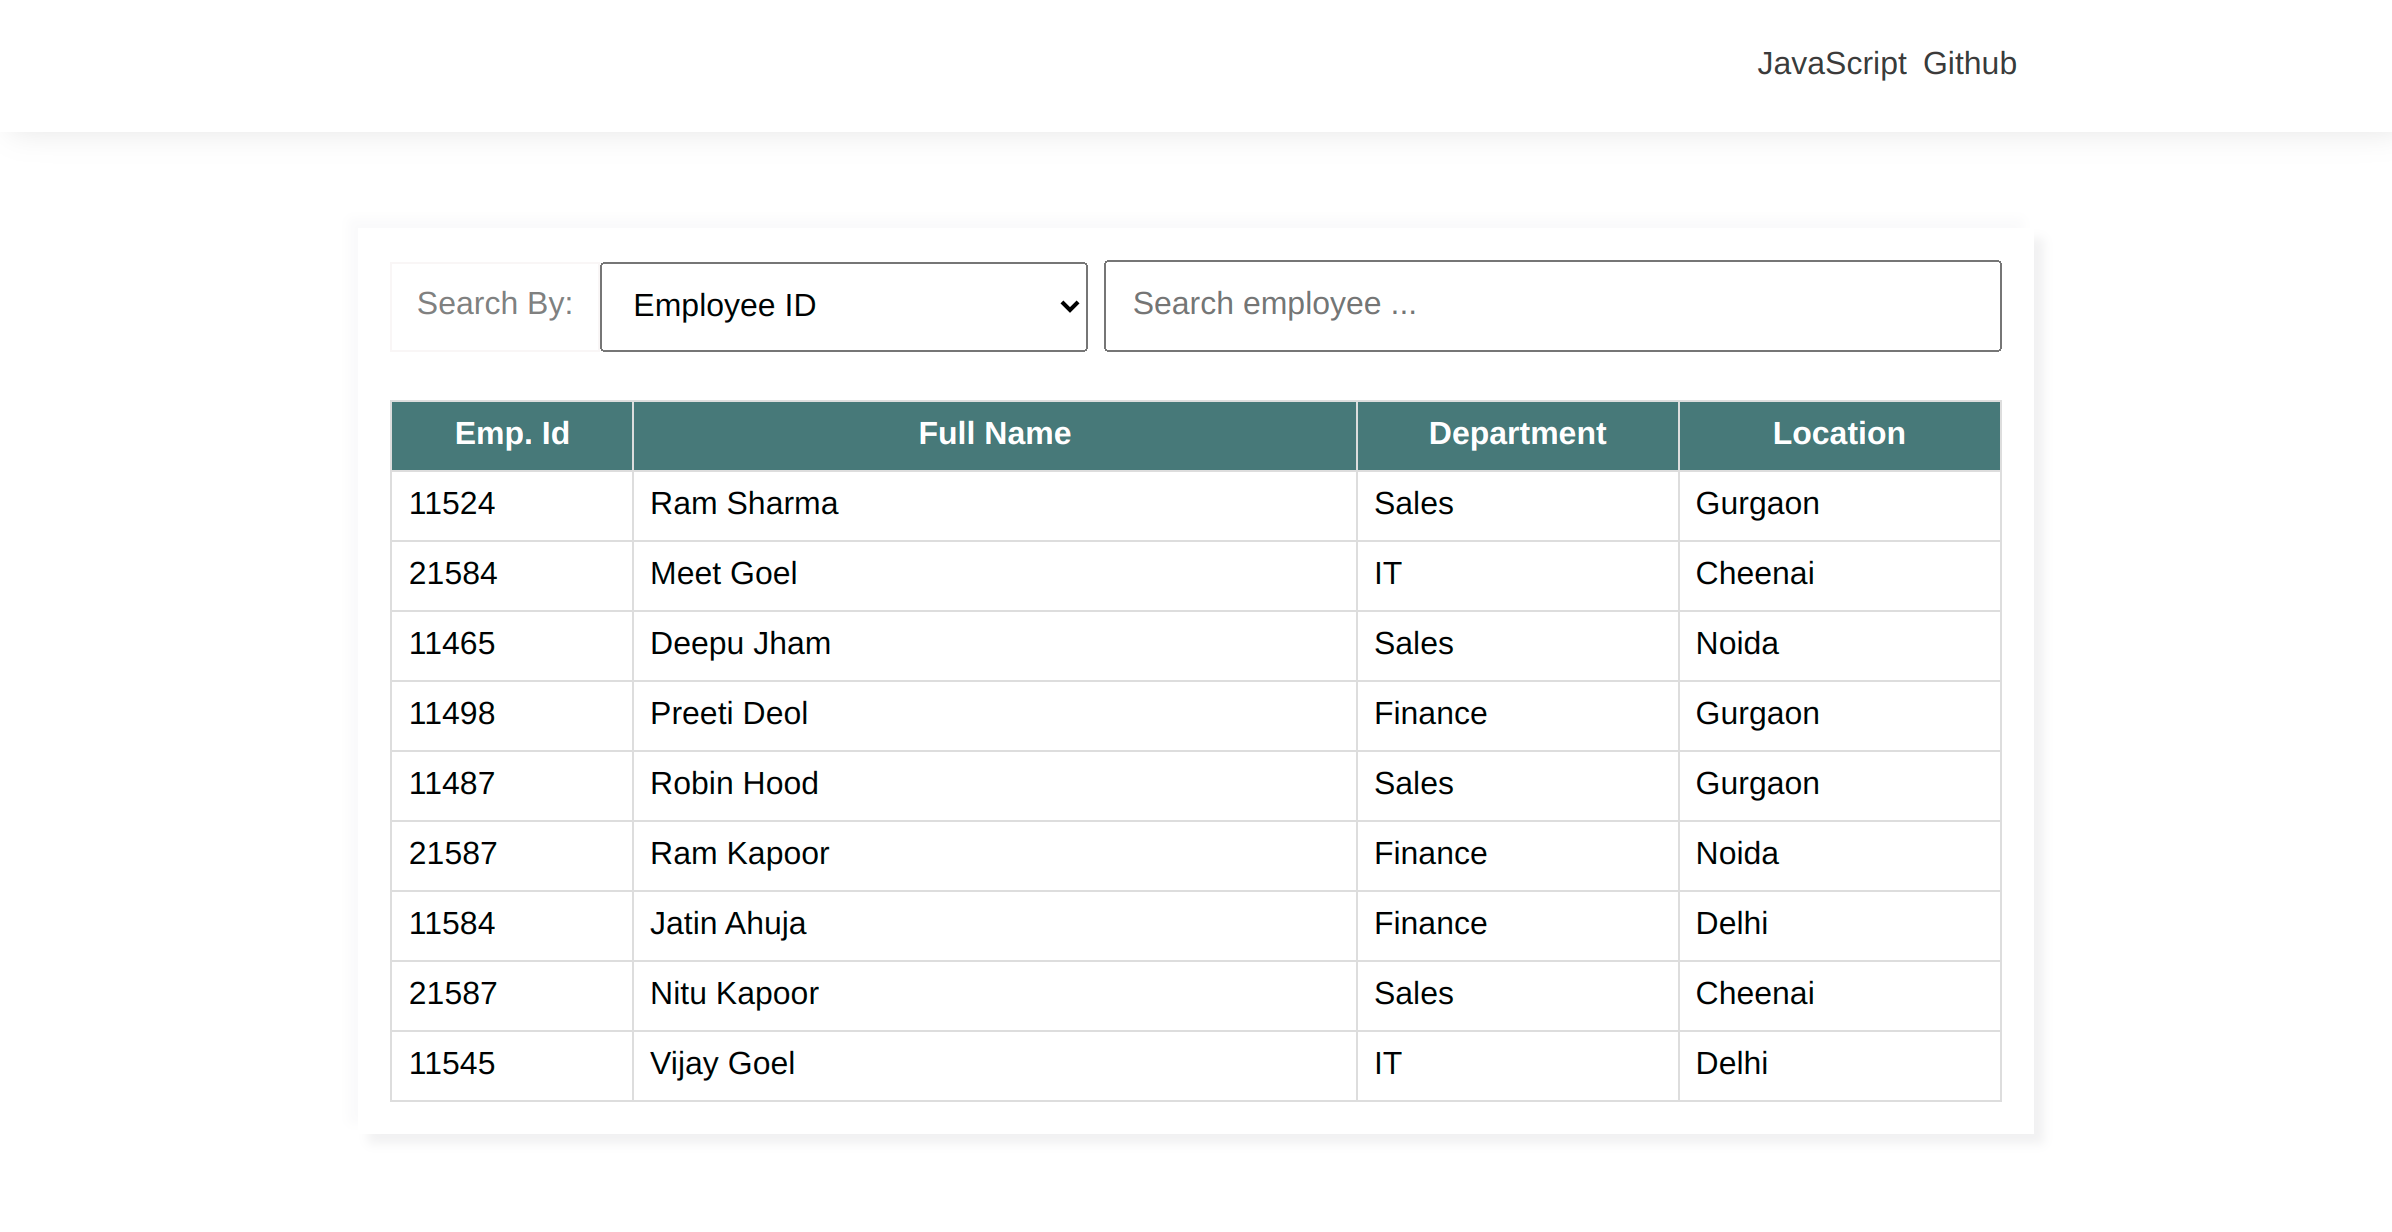 JavaScript Github
Search By: Employee ID Search employee ...
Emp. Id Full Name Department Location
11524 Ram Sharma Sales Gurgaon
21584 Meet Goel IT Cheenai
11465 Deepu Jham Sales Noida
11498 Preeti Deol Finance Gurgaon
11487 Robin Hood Sales Gurgaon
21587 Ram Kapoor Finance Noida
11584 Jatin Ahuja Finance Delhi
21587 Nitu Kapoor Sales Cheenai
11545 Vijay Goel IT Delhi